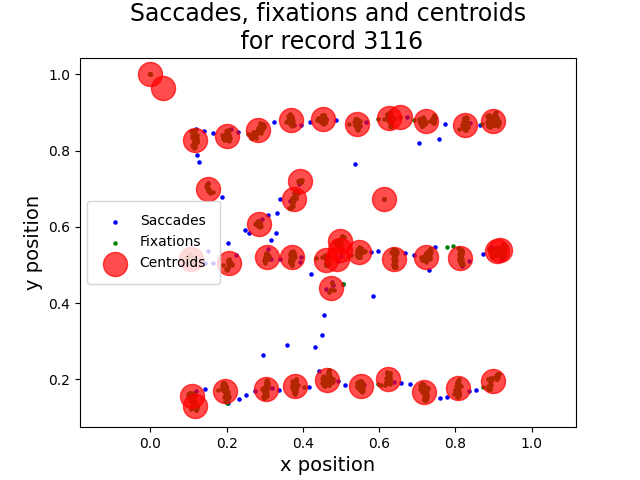 Saccades, fixations and centroids
for record 3116
1.0
0.8
0.6
0.4
0.2
y position
Saccades
Fixations
Centroids
0.0
0.2
0.4
0.6
0.8
1.0
x position